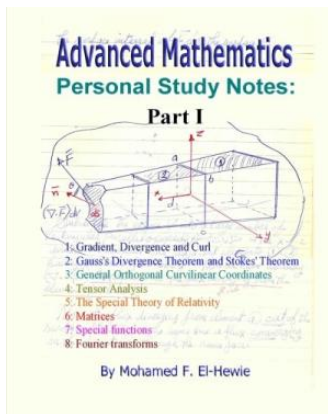 Advanced Mathematics
Personal Study Notes:
Part I
z
F
a
n
b
(∇.F)dv
ds
d
c
y
x
1: Gradient, Divergence and Curl
2: Gauss's Divergence Theorem and Stokes' Theorem
3: General Orthogonal Curvilinear Coordinates
4: Tensor Analysis
5. The Special Theory of Relativity
6: Matrices
7: Special functions
8: Fourier transforms
By Mohamed F. El-Hewie